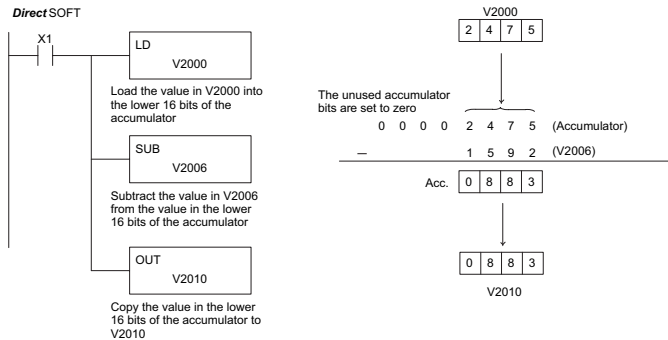 DirectSOFT
X1
LD
V2000
Load the value in V2000 into
the lower 16 bits of the
accumulator
SUB
V2006
Subtract the value in V2006
from the value in the lower
16 bits of the accumulator
OUT
V2010
Copy the value in the lower
16 bits of the accumulator to
V2010
V2000
2 4 7 5
The unused accumulator
bits are set to zero
0 0 0 0 2 4 7 5 (Accumulator)
— 1 5 9 2 (V2006)
Acc. 0 8 8 3
0 8 8 3
V2010